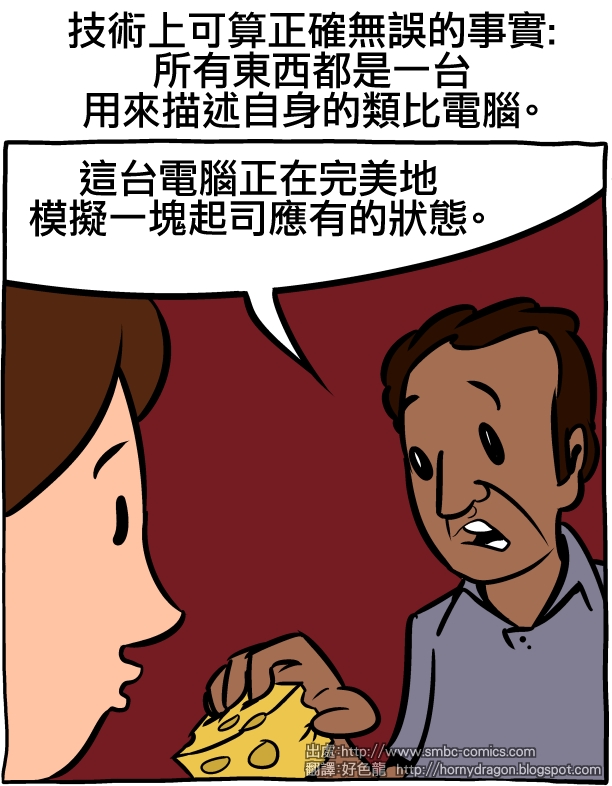 技術上可算正確無誤的事實:
所有東西都是一台
用來描述自身的類比電腦。
這台電腦正在完美地
模擬一塊起司應有的狀態。
出處:http://www.smbc-comics.com
翻譯:好色龍 http://hornydragon.blogspot.com